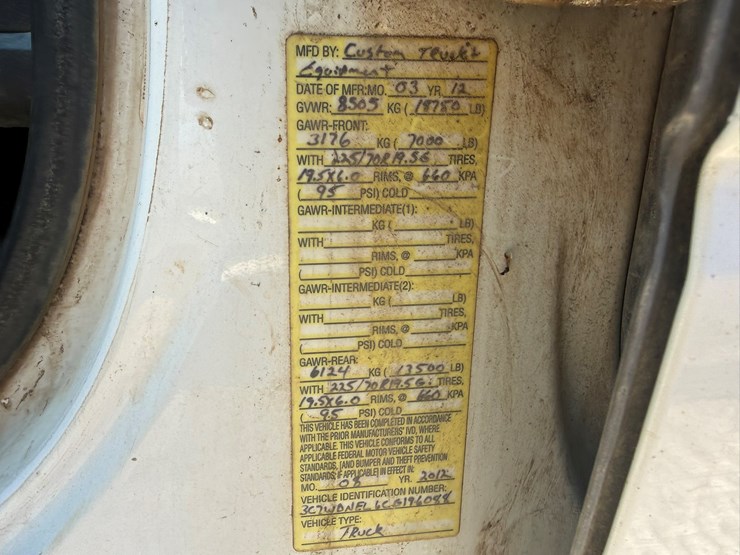 MFD BY: Custom Truck &
Equipment
DATE OF MFR:MO. 03 YR 12
GVWR: 8505 KG ( 18750 LB)
GAWR-FRONT:
3176 KG ( 7000 LB)
WITH 225/70R19.5G TIRES,
19.5X6.0 RIMS, @ 660 KPA
( 95 PSI) COLD
GAWR-INTERMEDIATE(1):
KG ( LB)
WITH TIRES,
RIMS, @ KPA
( PSI) COLD
GAWR-INTERMEDIATE(2):
KG ( LB)
WITH TIRES,
RIMS, @ KPA
( PSI) COLD
GAWR-REAR:
6124 KG ( 13500 LB)
WITH 225/70R19.5G TIRES,
19.5X6.0 RIMS, @ 660 KPA
( 95 PSI) COLD
THIS VEHICLE HAS BEEN COMPLETED IN ACCORDANCE
WITH THE PRIOR MANUFACTURERS' IVD, WHERE
APPLICABLE. THIS VEHICLE CONFORMS TO ALL
APPLICABLE FEDERAL MOTOR VEHICLE SAFETY
STANDARDS, (AND BUMPER AND THEFT PREVENTION
STANDARDS, IF APPLICABLE) IN EFFECT IN:
MO. 08 YR. 2012
VEHICLE IDENTIFICATION NUMBER:
3C7WDNEL6CG196088
VEHICLE TYPE:
TRUCK